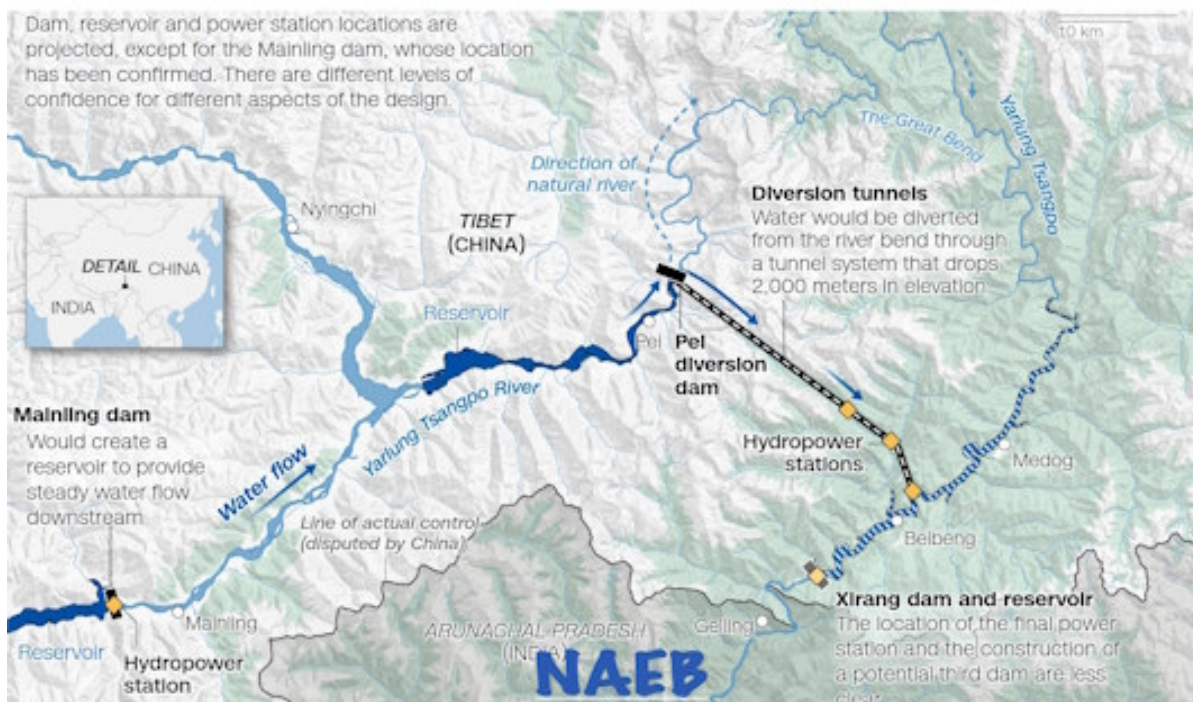 Dam, reservoir and power station locations are
projected, except for the Mainling dam, whose location
has been confirmed. There are different levels of
confidence for different aspects of the design.
10 km
The Great Bend
Yarlung Tsangpo
Direction of
natural river
Nyingchi
TIBET
(CHINA)
Diversion tunnels
Water would be diverted
from the river bend through
a tunnel system that drops
2,000 meters in elevation
DETAIL CHINA
INDIA
Reservoir
Pei
Pei
diversion
dam
Yarlung Tsangpo River
Mainling dam
Would create a
reservoir to provide
steady water flow
downstream
Water flow
Hydropower
stations
Medog
Line of actual control
(disputed by China)
Beibeng
Mainling
ARUNACHAL PRADESH
(INDIA)
Geling
Xirang dam and reservoir
The location of the final power
station and the construction of
a potential third dam are less
clear
Reservoir
Hydropower
station
NAEB